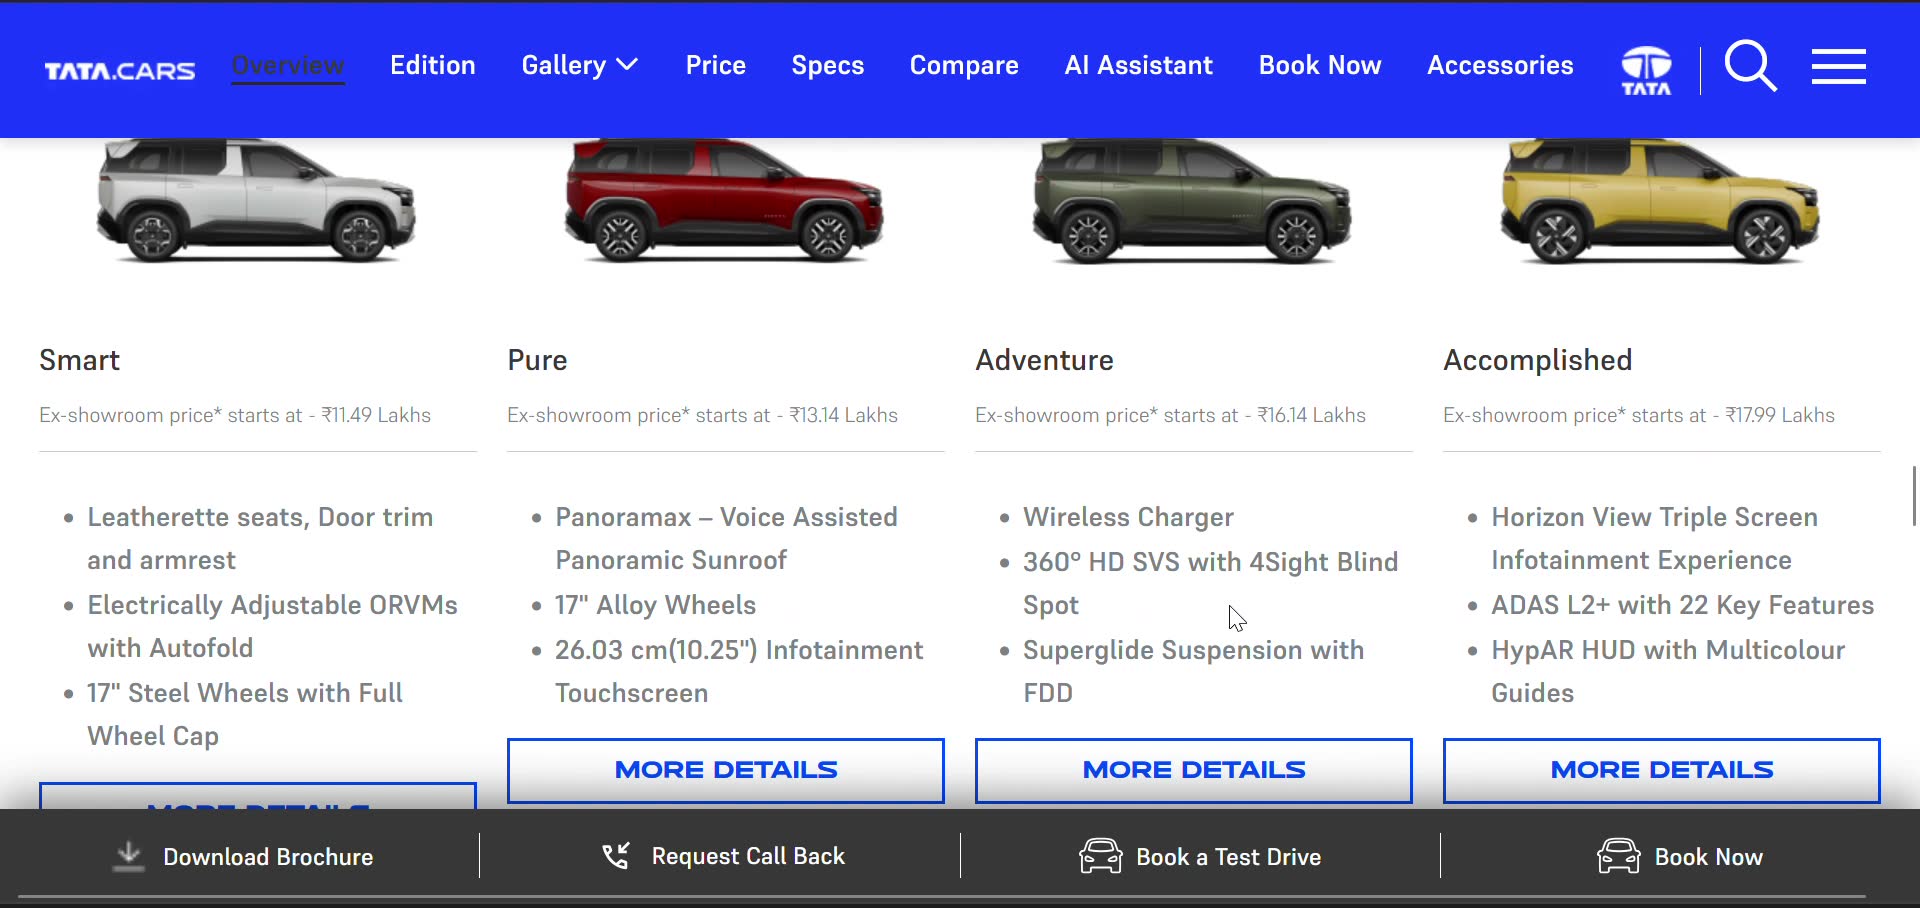 TATA.CARS Overview Edition Gallery Price Specs Compare AI Assistant Book Now Accessories TATA
Smart
Ex-showroom price* starts at - ₹11.49 Lakhs
Leatherette seats, Door trim
and armrest
Electrically Adjustable ORVMs
with Autofold
17" Steel Wheels with Full
Wheel Cap
MORE DETAILS
Pure
Ex-showroom price* starts at - ₹13.14 Lakhs
Panoramax – Voice Assisted
Panoramic Sunroof
17" Alloy Wheels
26.03 cm(10.25") Infotainment
Touchscreen
MORE DETAILS
Adventure
Ex-showroom price* starts at - ₹16.14 Lakhs
Wireless Charger
360° HD SVS with 4Sight Blind
Spot
Superglide Suspension with
FDD
MORE DETAILS
Accomplished
Ex-showroom price* starts at - ₹17.99 Lakhs
Horizon View Triple Screen
Infotainment Experience
ADAS L2+ with 22 Key Features
HypAR HUD with Multicolour
Guides
MORE DETAILS
Download Brochure Request Call Back Book a Test Drive Book Now